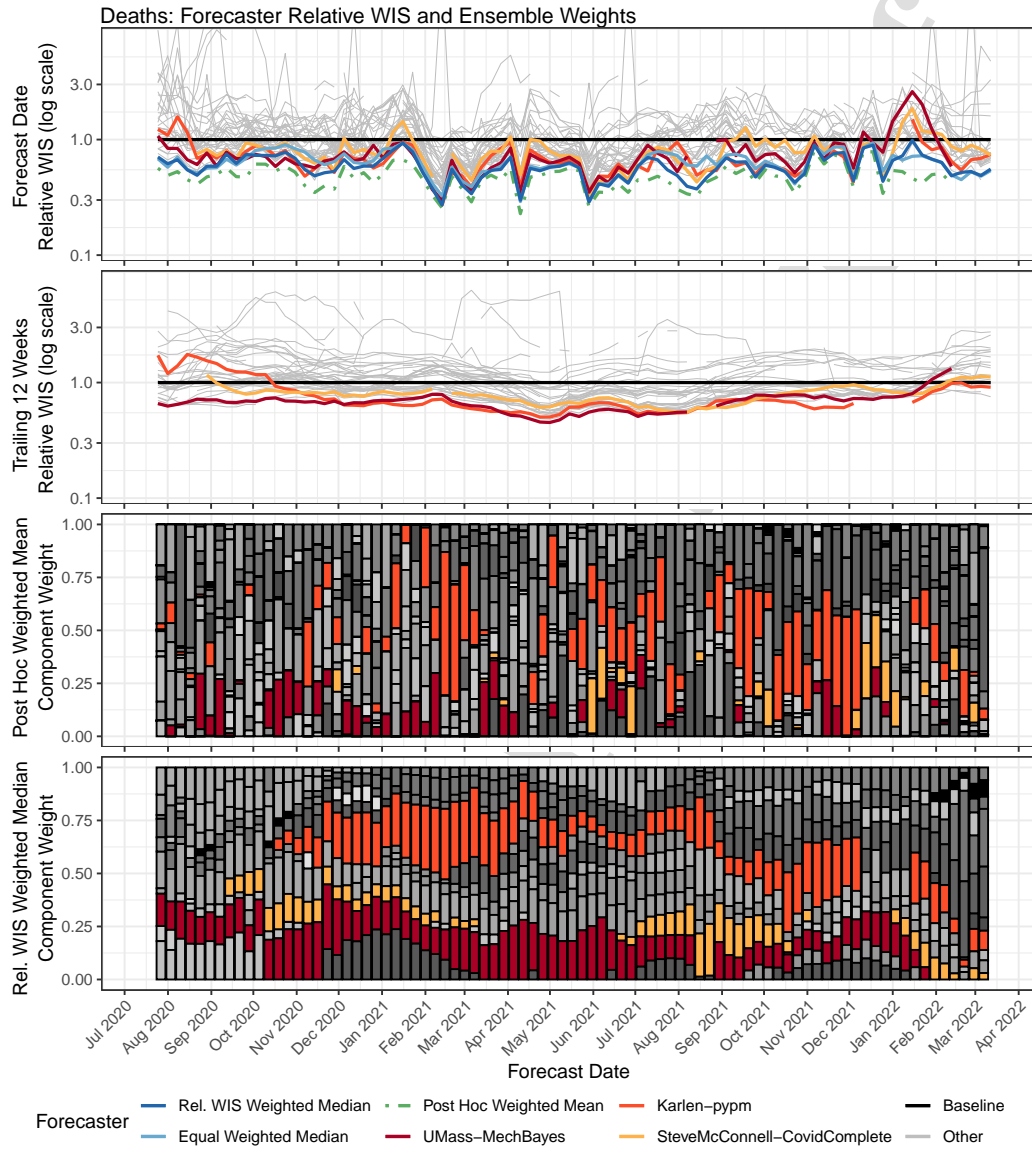 Deaths: Forecaster Relative WIS and Ensemble Weights
Forecast Date
Relative WIS (log scale)
3.0
1.0
0.3
0.1
Trailing 12 Weeks
Relative WIS (log scale)
3.0
1.0
0.3
0.1
Post Hoc Weighted Mean
Component Weight
1.00
0.75
0.50
0.25
0.00
Rel. WIS Weighted Median
Component Weight
1.00
0.75
0.50
0.25
0.00
Jul 2020
Aug 2020
Sep 2020
Oct 2020
Nov 2020
Dec 2020
Jan 2021
Feb 2021
Mar 2021
Apr 2021
May 2021
Jun 2021
Jul 2021
Aug 2021
Sep 2021
Oct 2021
Nov 2021
Dec 2021
Jan 2022
Feb 2022
Mar 2022
Apr 2022
Forecast Date
Forecaster
Rel. WIS Weighted Median
Post Hoc Weighted Mean
Karlen−pypm
Baseline
Equal Weighted Median
UMass−MechBayes
SteveMcConnell−CovidComplete
Other